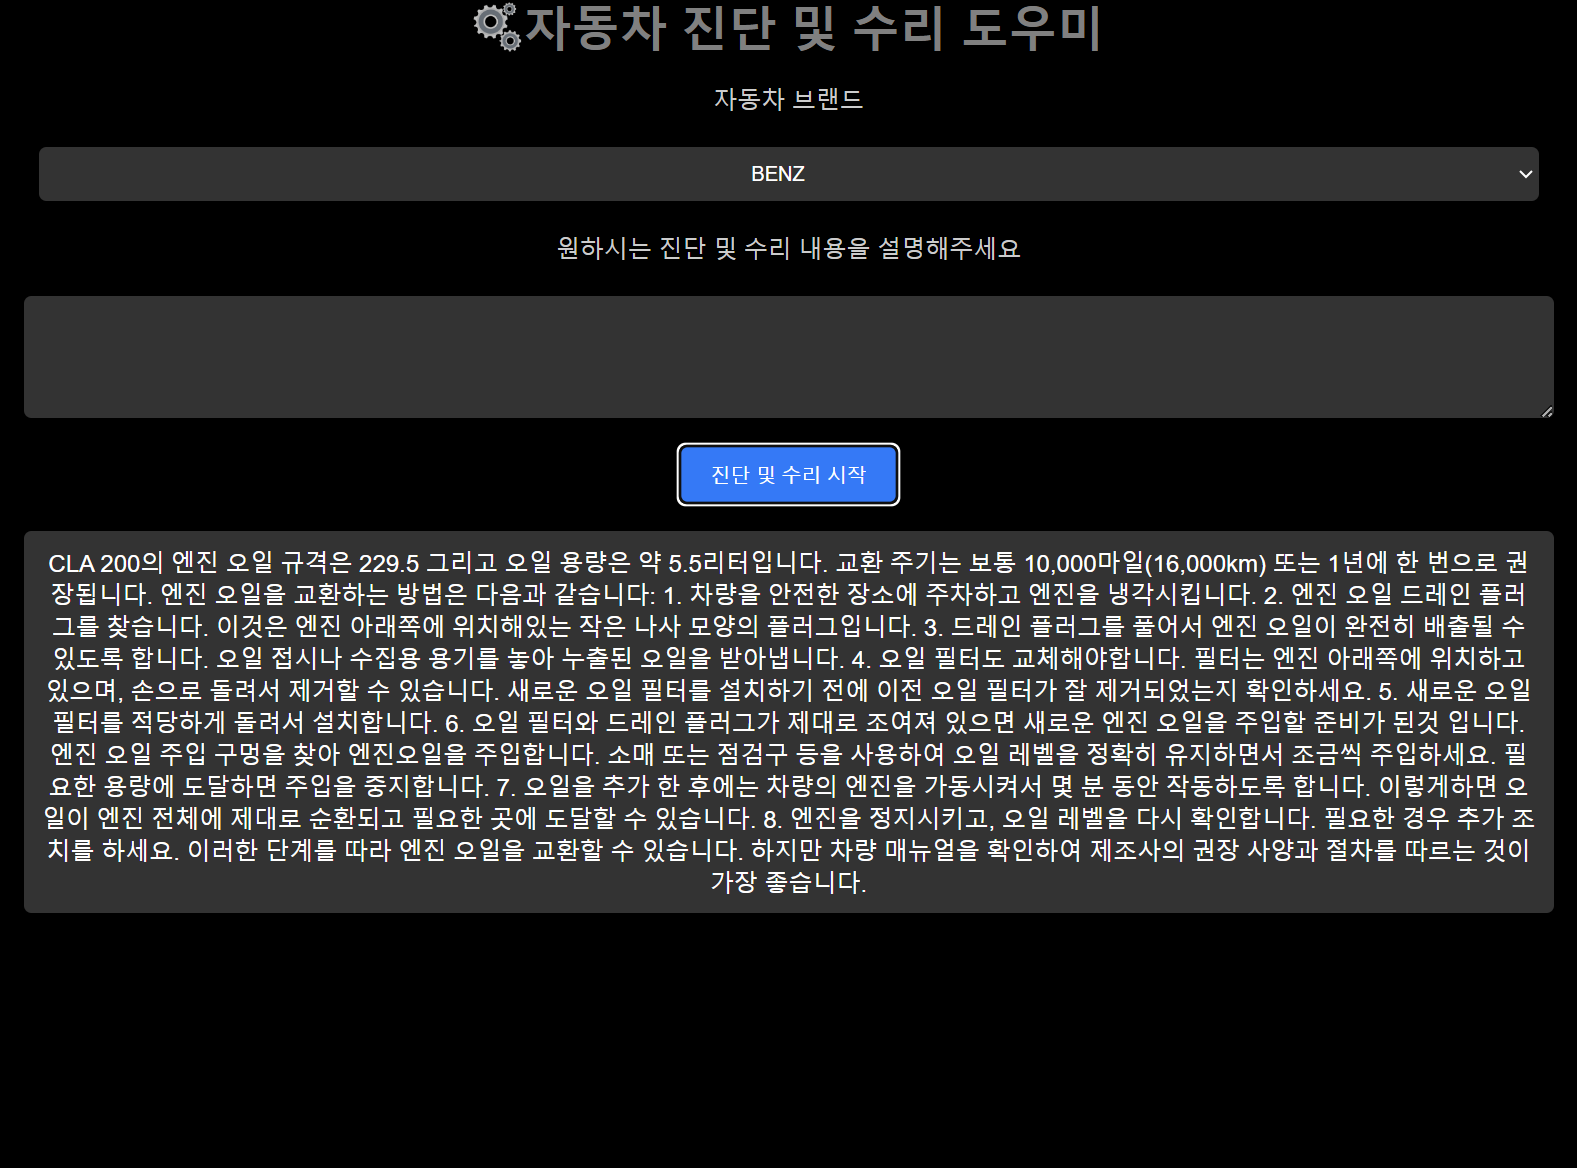 자동차 진단 및 수리 도우미
자동차 브랜드
BENZ
원하시는 진단 및 수리 내용을 설명해주세요
진단 및 수리 시작
CLA 200의 엔진 오일 규격은 229.5 그리고 오일 용량은 약 5.5리터입니다. 교환 주기는 보통 10,000마일(16,000km) 또는 1년에 한 번으로 권
장됩니다. 엔진 오일을 교환하는 방법은 다음과 같습니다: 1. 차량을 안전한 장소에 주차하고 엔진을 냉각시킵니다. 2. 엔진 오일 드레인 플러
그를 찾습니다. 이것은 엔진 아래쪽에 위치해있는 작은 나사 모양의 플러그입니다. 3. 드레인 플러그를 풀어서 엔진 오일이 완전히 배출될 수
있도록 합니다. 오일 접시나 수집용 용기를 놓아 누출된 오일을 받아냅니다. 4. 오일 필터도 교체해야합니다. 필터는 엔진 아래쪽에 위치하고
있으며, 손으로 돌려서 제거할 수 있습니다. 새로운 오일 필터를 설치하기 전에 이전 오일 필터가 잘 제거되었는지 확인하세요. 5. 새로운 오일
필터를 적당하게 돌려서 설치합니다. 6. 오일 필터와 드레인 플러그가 제대로 조여져 있으면 새로운 엔진 오일을 주입할 준비가 된것 입니다.
엔진 오일 주입 구멍을 찾아 엔진오일을 주입합니다. 소매 또는 점검구 등을 사용하여 오일 레벨을 정확히 유지하면서 조금씩 주입하세요. 필
요한 용량에 도달하면 주입을 중지합니다. 7. 오일을 추가 한 후에는 차량의 엔진을 가동시켜서 몇 분 동안 작동하도록 합니다. 이렇게하면 오
일이 엔진 전체에 제대로 순환되고 필요한 곳에 도달할 수 있습니다. 8. 엔진을 정지시키고, 오일 레벨을 다시 확인합니다. 필요한 경우 추가 조
치를 하세요. 이러한 단계를 따라 엔진 오일을 교환할 수 있습니다. 하지만 차량 매뉴얼을 확인하여 제조사의 권장 사양과 절차를 따르는 것이
가장 좋습니다.